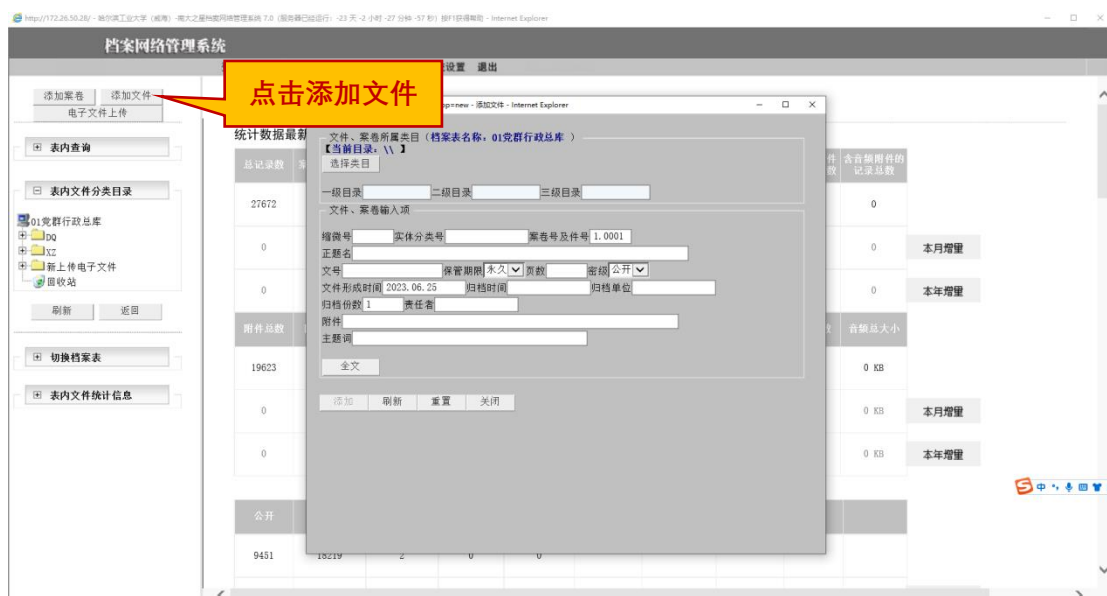 http://172.26.50.28/ - 哈尔滨工业大学（威海）-南大之星档案网络管理系统 7.0（服务器已经运行: -23 天 -2 小时 -27 分钟 -57 秒）按F1获得帮助 - Internet Explorer
档案网络管理系统
设置 退出
添加案卷 添加文件
电子文件上传
点击添加文件
op=new - 添加文件 - Internet Explorer
表内查询
表内文件分类目录
01党群行政总库
DQ
XZ
新上传电子文件
回收站
刷新 返回
切换档案表
表内文件统计信息
统计数据最新
总记录数
含音频附件的
记录总数
27672 0
0 0 本月增量
0 0 本年增量
附件总数 音频总大小
19623 0 KB
0 0 KB 本月增量
0 0 KB 本年增量
公开
9451 18219 2 0 0
文件、案卷所属类目（档案表名称：01党群行政总库 ）
【当前目录：\\ 】
选择类目
一级目录 二级目录 三级目录
文件、案卷输入项
缩微号 实体分类号 案卷号及件号 1.0001
正题名
文号 保管期限 永久 页数 密级 公开
文件形成时间 2023.06.25 归档时间 归档单位
归档份数 1 责任者
附件
主题词
全文
添加 刷新 重置 关闭
中